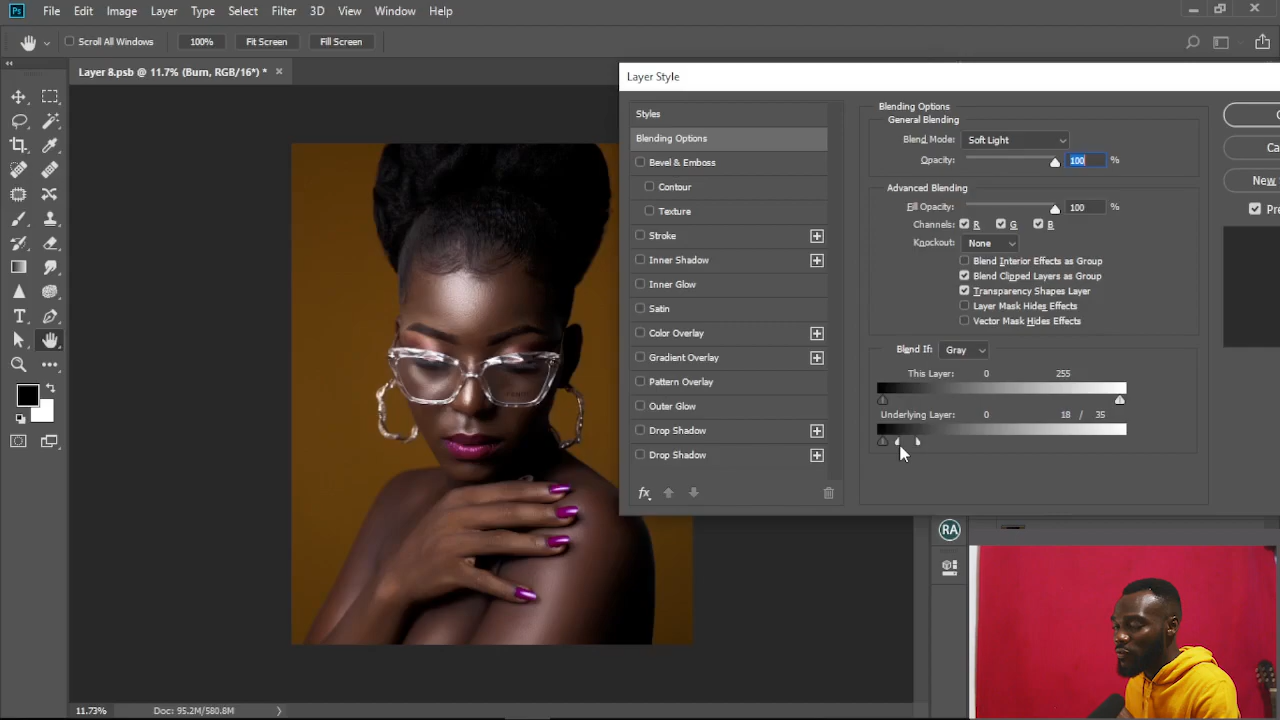 Ps File Edit Image Layer Type Select Filter 3D View Window Help
Scroll All Windows 100% Fit Screen Fill Screen
Layer 8.psb @ 11.7% (Burn, RGB/16*) * ×
Layer Style
Styles
Blending Options
Bevel & Emboss
Contour
Texture
Stroke
Inner Shadow
Inner Glow
Satin
Color Overlay
Gradient Overlay
Pattern Overlay
Outer Glow
Drop Shadow
Drop Shadow
fx
Blending Options
General Blending
Blend Mode: Soft Light
Opacity: 100 %
Advanced Blending
Fill Opacity: 100 %
Channels: R G B
Knockout: None
Blend Interior Effects as Group
Blend Clipped Layers as Group
Transparency Shapes Layer
Layer Mask Hides Effects
Vector Mask Hides Effects
Blend If: Gray
This Layer: 0 255
Underlying Layer: 0 18 / 35
Ca
New
Pre
RA
11.73% Doc: 95.2M/580.8M